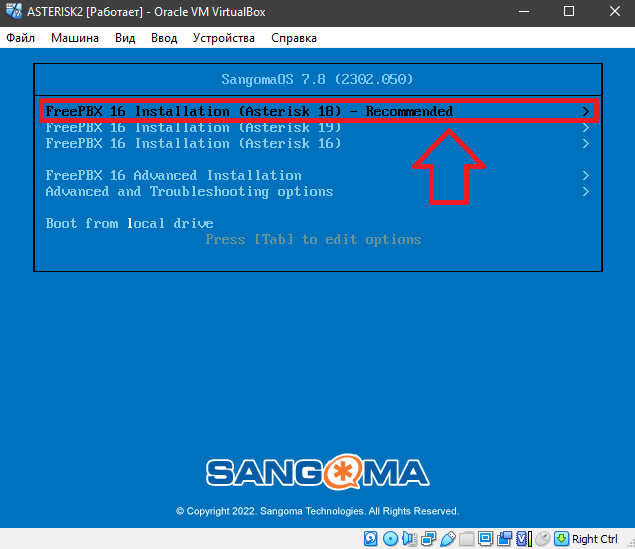 ASTERISK2 [Работает] - Oracle VM VirtualBox
Файл Машина Вид Ввод Устройства Справка
SangomaOS 7.8 (2302.050)
FreePBX 16 Installation (Asterisk 18) - Recommended >
FreePBX 16 Installation (Asterisk 19) >
FreePBX 16 Installation (Asterisk 16) >
FreePBX 16 Advanced Installation >
Advanced and Troubleshooting options >
Boot from local drive
Press [Tab] to edit options
SANGOMA
© Copyright 2022. Sangoma Technologies. All Rights Reserved.
Right Ctrl